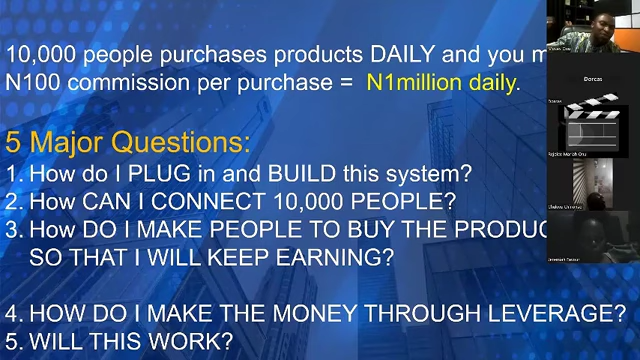 10,000 people purchases products DAILY and you m
N100 commission per purchase = N1million daily.
5 Major Questions:
1. How do I PLUG in and BUILD this system?
2. How CAN I CONNECT 10,000 PEOPLE?
3. How DO I MAKE PEOPLE TO BUY THE PRODUC
SO THAT I WILL KEEP EARNING?
4. HOW DO I MAKE THE MONEY THROUGH LEVERAGE?
5. WILL THIS WORK?
Dorcas
Dorcas